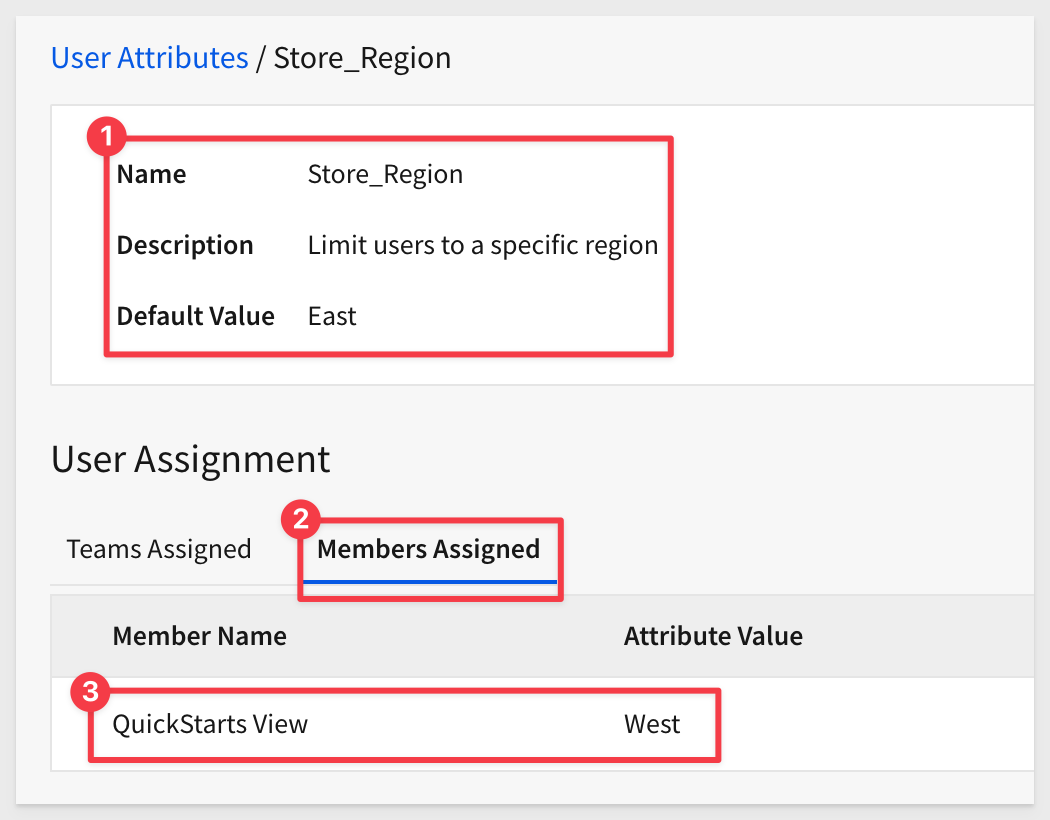 User Attributes / Store_Region
1
Name Store_Region
Description Limit users to a specific region
Default Value East
User Assignment
2
Teams Assigned Members Assigned
Member Name Attribute Value
3
QuickStarts View West